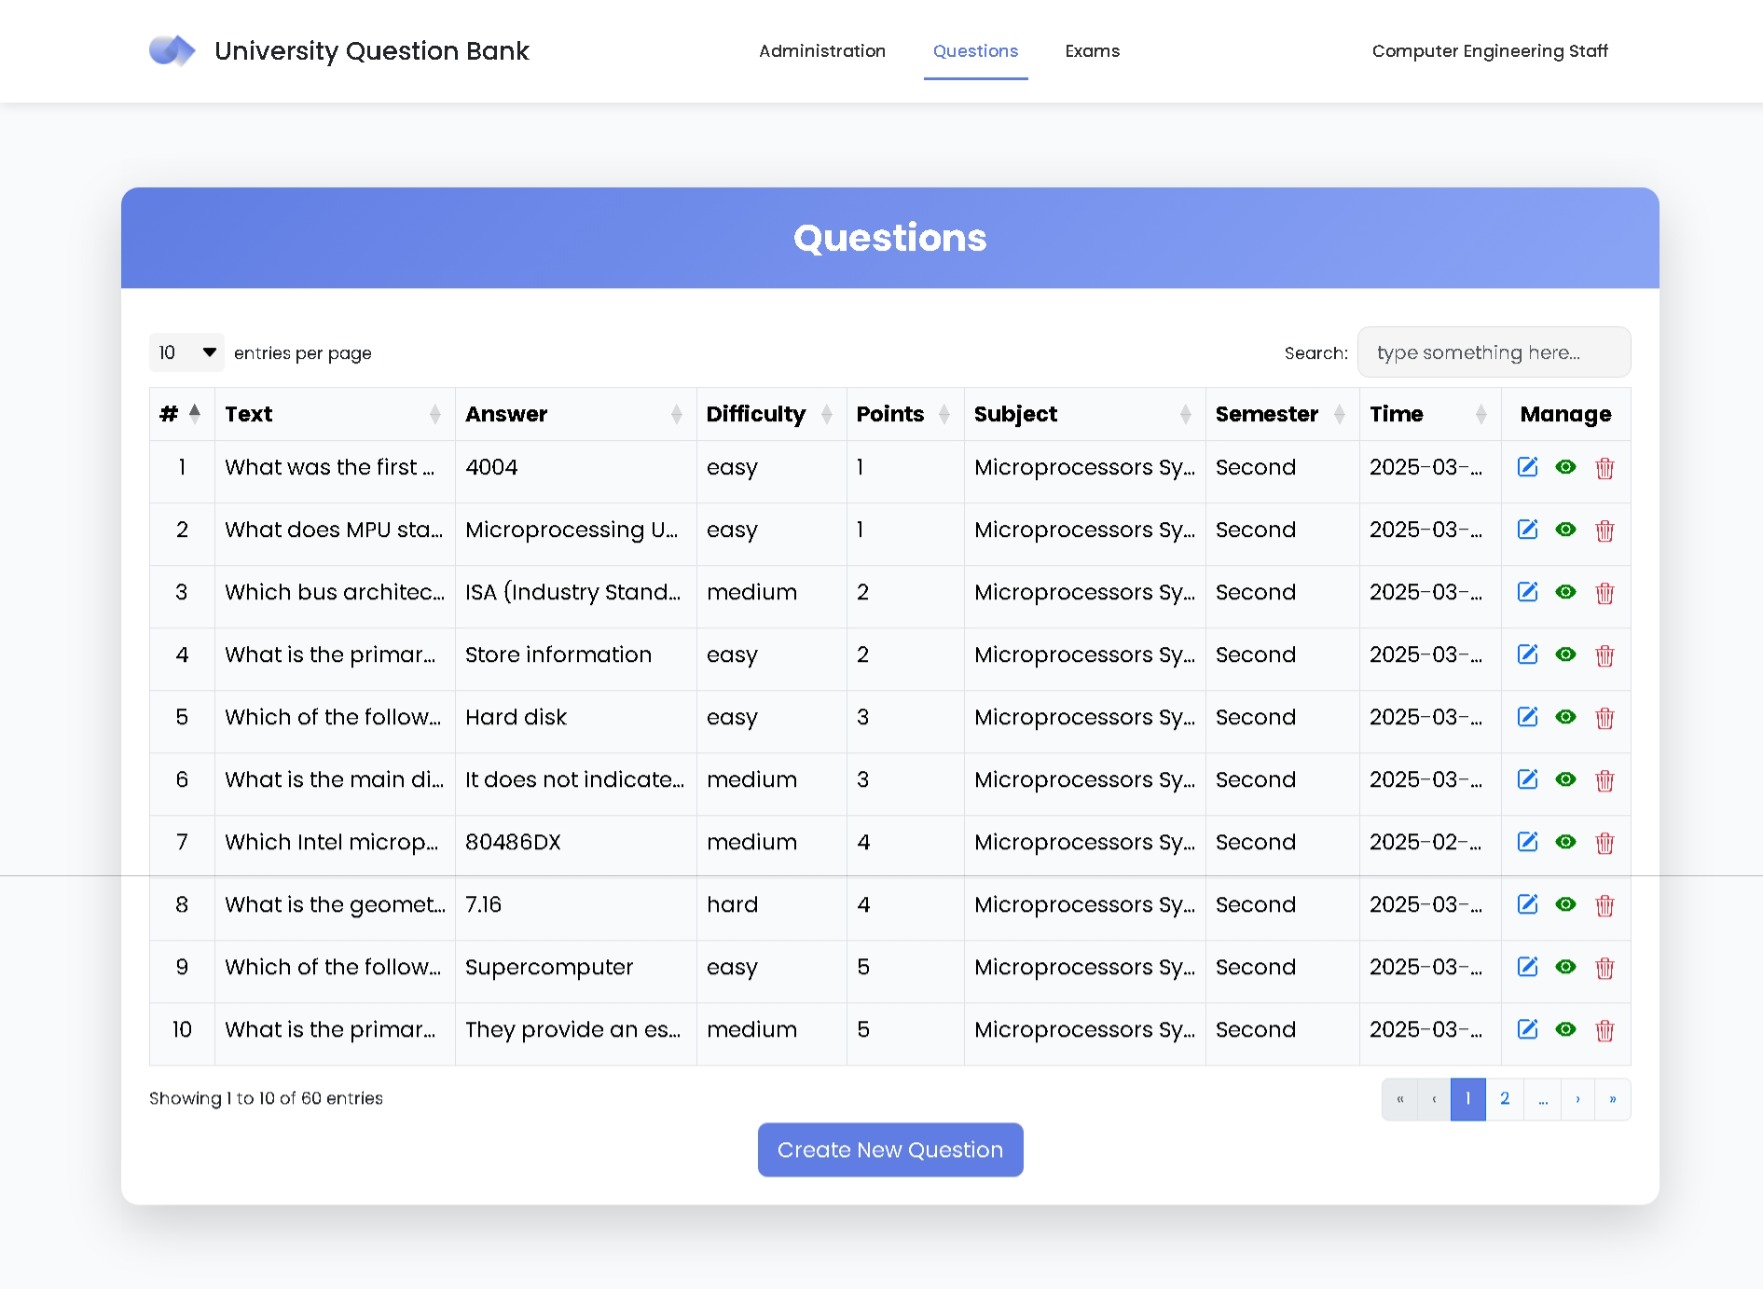 University Question Bank Administration Questions Exams Computer Engineering Staff
Questions
10 entries per page Search: type something here...
# Text Answer Difficulty Points Subject Semester Time Manage
1 What was the first ... 4004 easy 1 Microprocessors Sy... Second 2025-03-...
2 What does MPU sta... Microprocessing U... easy 1 Microprocessors Sy... Second 2025-03-...
3 Which bus architec... ISA (Industry Stand... medium 2 Microprocessors Sy... Second 2025-03-...
4 What is the primar... Store information easy 2 Microprocessors Sy... Second 2025-03-...
5 Which of the follow... Hard disk easy 3 Microprocessors Sy... Second 2025-03-...
6 What is the main di... It does not indicate... medium 3 Microprocessors Sy... Second 2025-03-...
7 Which Intel microp... 80486DX medium 4 Microprocessors Sy... Second 2025-02-...
8 What is the geomet... 7.16 hard 4 Microprocessors Sy... Second 2025-03-...
9 Which of the follow... Supercomputer easy 5 Microprocessors Sy... Second 2025-03-...
10 What is the primar... They provide an es... medium 5 Microprocessors Sy... Second 2025-03-...
Showing 1 to 10 of 60 entries « ‹ 1 2 ... › »
Create New Question